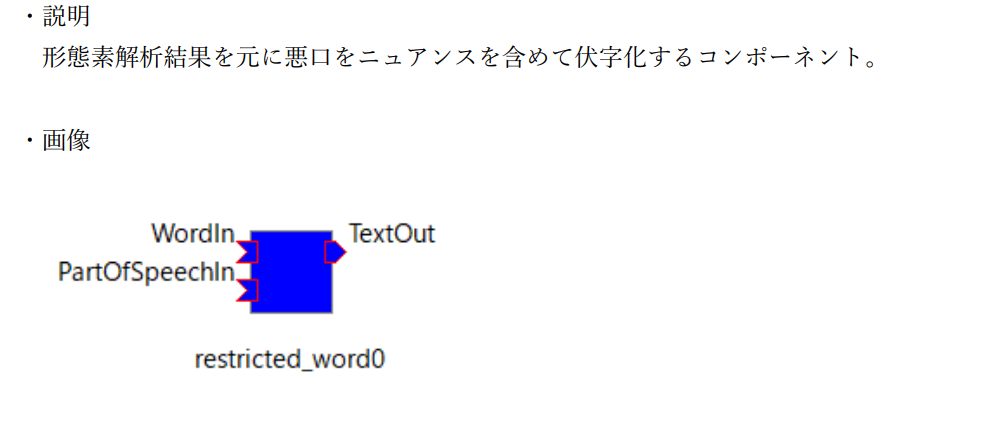 ・説明
形態素解析結果を元に悪口をニュアンスを含めて伏字化するコンポーネント。
・画像
WordIn
TextOut
PartOfSpeechIn
restricted_word0